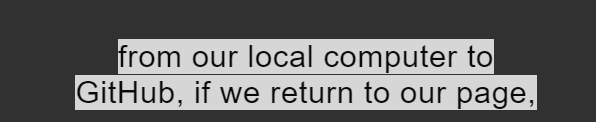 from our local computer to
GitHub, if we return to our page,